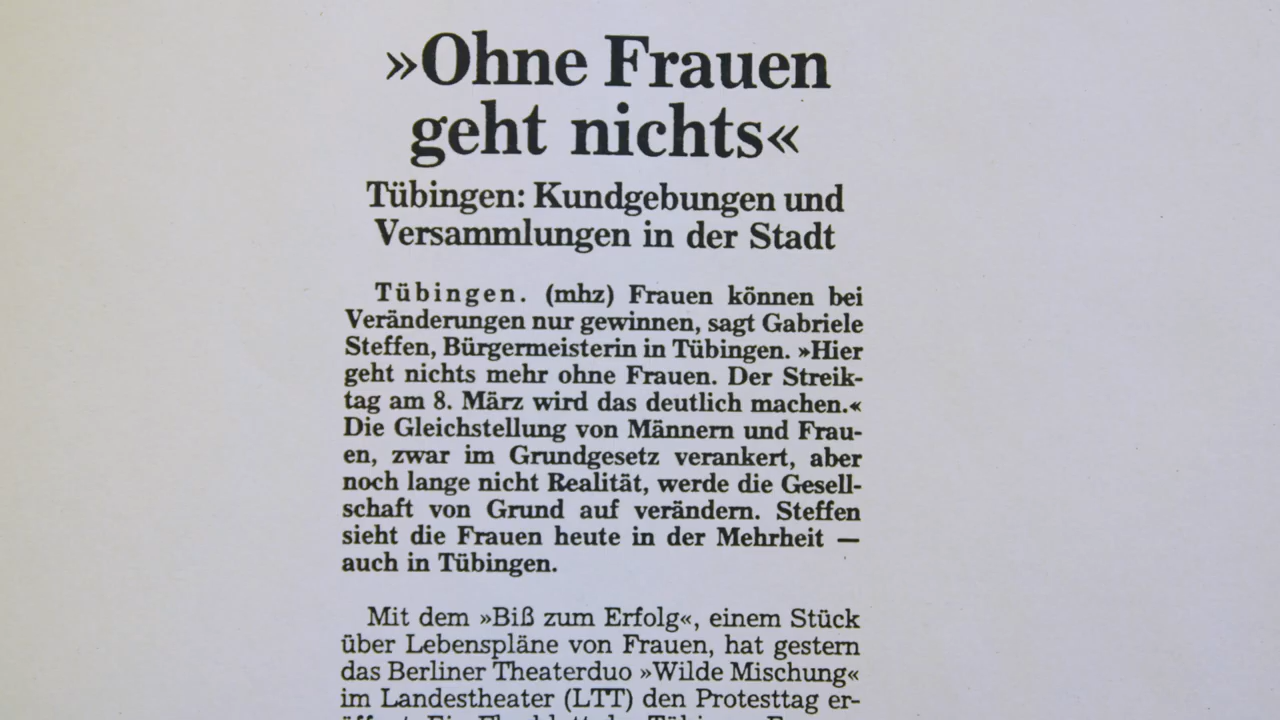 »Ohne Frauen
geht nichts«
Tübingen: Kundgebungen und
Versammlungen in der Stadt
Tübingen. (mhz) Frauen können bei
Veränderungen nur gewinnen, sagt Gabriele
Steffen, Bürgermeisterin in Tübingen. »Hier
geht nichts mehr ohne Frauen. Der Streik-
tag am 8. März wird das deutlich machen.«
Die Gleichstellung von Männern und Frau-
en, zwar im Grundgesetz verankert, aber
noch lange nicht Realität, werde die Gesell-
schaft von Grund auf verändern. Steffen
sieht die Frauen heute in der Mehrheit —
auch in Tübingen.
Mit dem »Biß zum Erfolg«, einem Stück
über Lebenspläne von Frauen, hat gestern
das Berliner Theaterduo »Wilde Mischung«
im Landestheater (LTT) den Protesttag er-